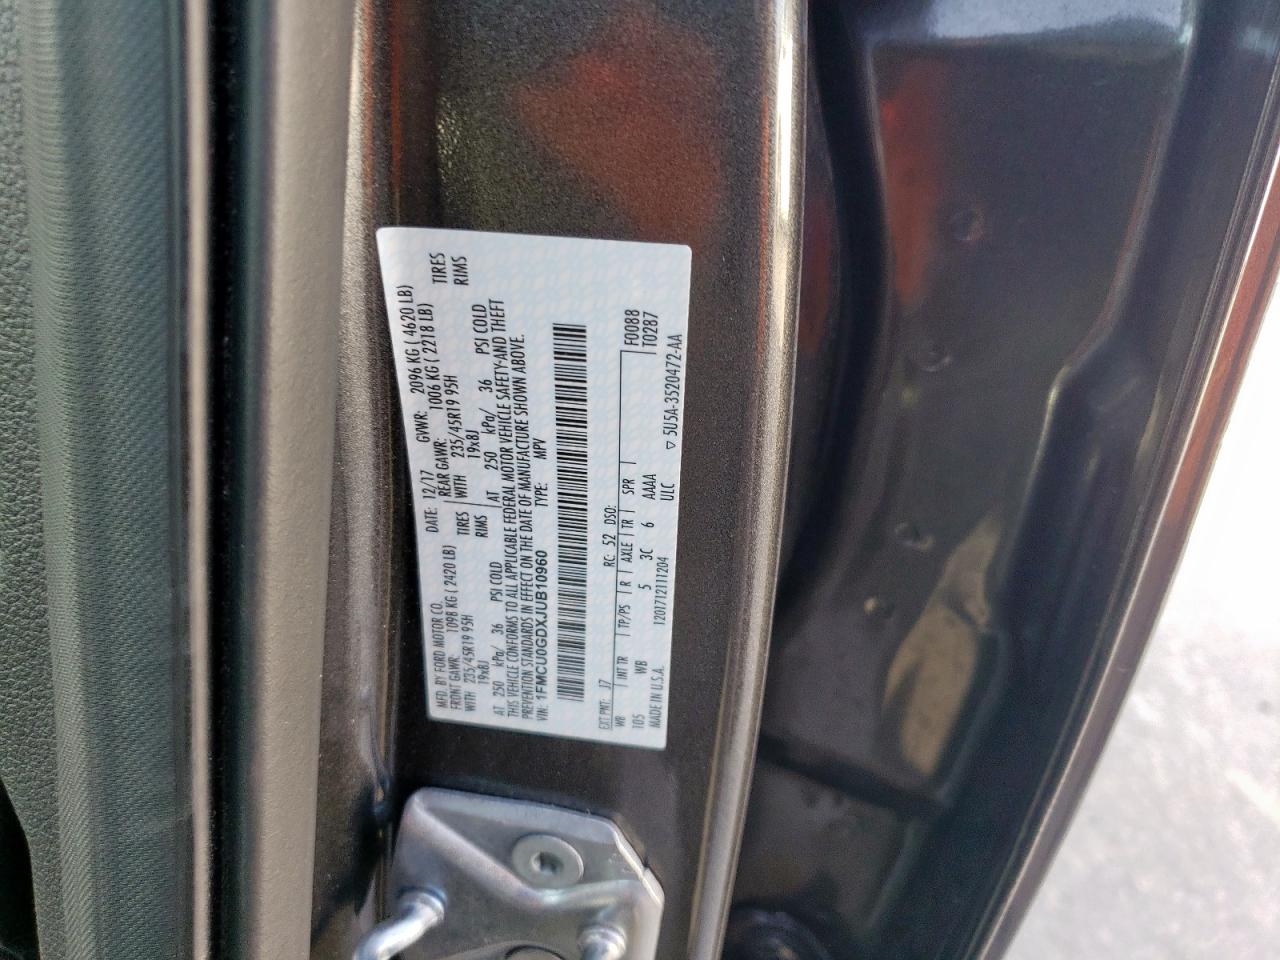 MFD. BY FORD MOTOR CO.
DATE: 12/17 GVWR: 2096 KG ( 4620 LB)
FRONT GAWR: 1098 KG ( 2420 LB) REAR GAWR: 1006 KG ( 2218 LB)
WITH 235/45R19 95H TIRES WITH 235/45R19 95H TIRES
19x8J RIMS 19x8J RIMS
AT 250 kPa/ 36 PSI COLD AT 250 kPa/ 36 PSI COLD
THIS VEHICLE CONFORMS TO ALL APPLICABLE FEDERAL MOTOR VEHICLE SAFETY AND THEFT
PREVENTION STANDARDS IN EFFECT ON THE DATE OF MANUFACTURE SHOWN ABOVE.
VIN: 1FMCU0GDXJUB10960 TYPE: MPV
EXT PNT: J7 RC: 52 DSO: F0088
WB INT TR TP/PS R AXLE TR SPR T0287
105 WB 5 3C 6 AAAA
MADE IN U.S.A. 120171211204 ULC ▽ 5U5A-3520472-AA